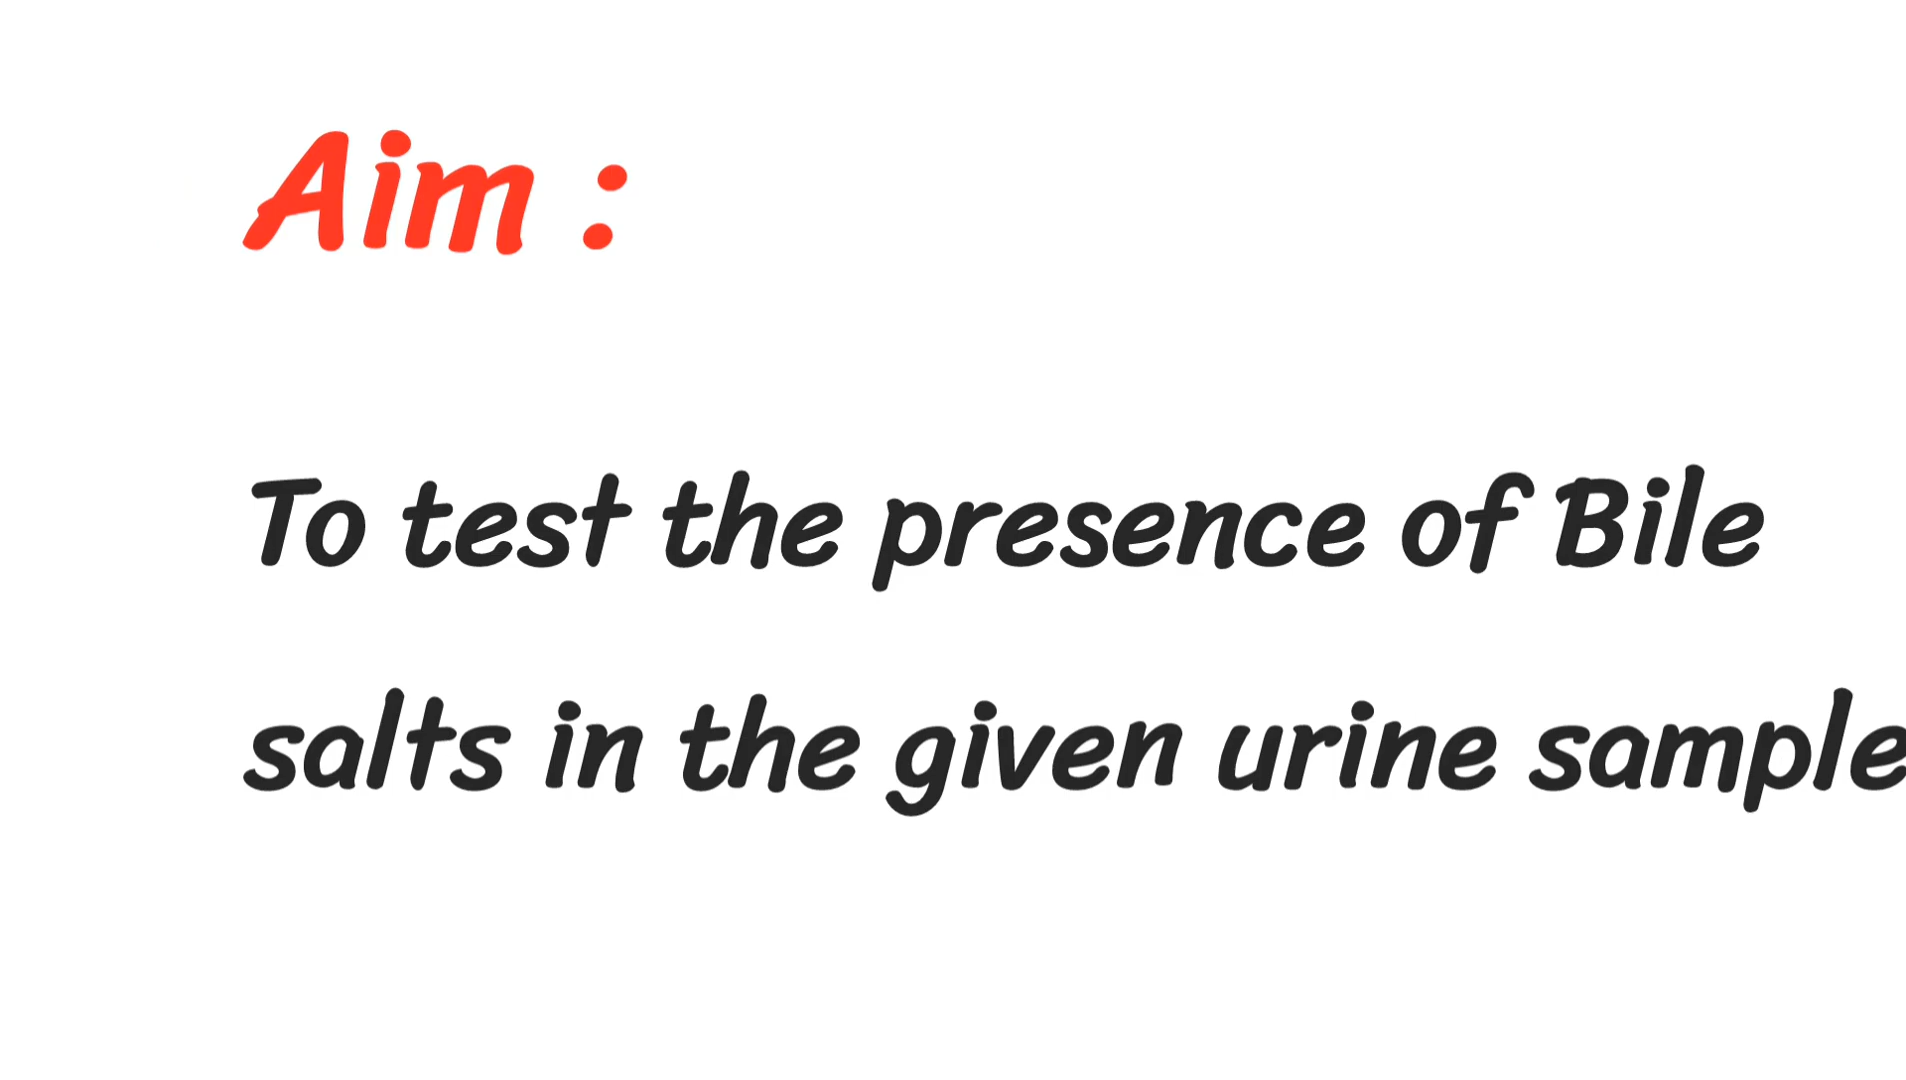 Aim :
To test the presence of Bile
salts in the given urine sample